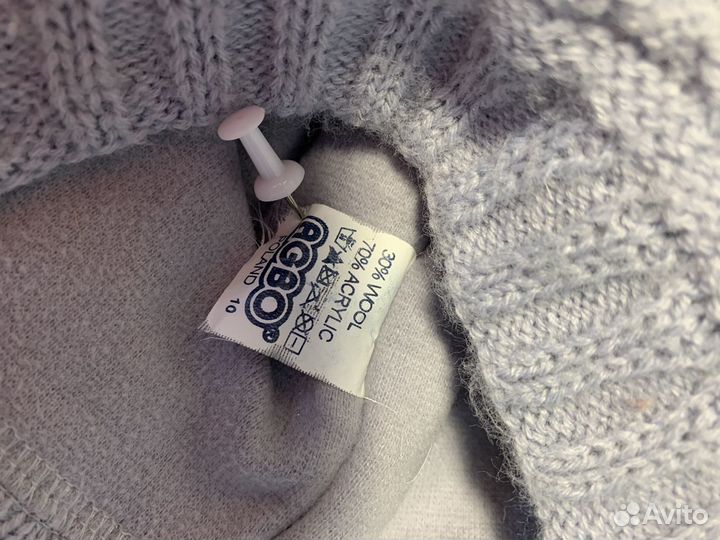 30% WOOL
70% ACRYLIC
AGBO®
POLAND
10
Avito